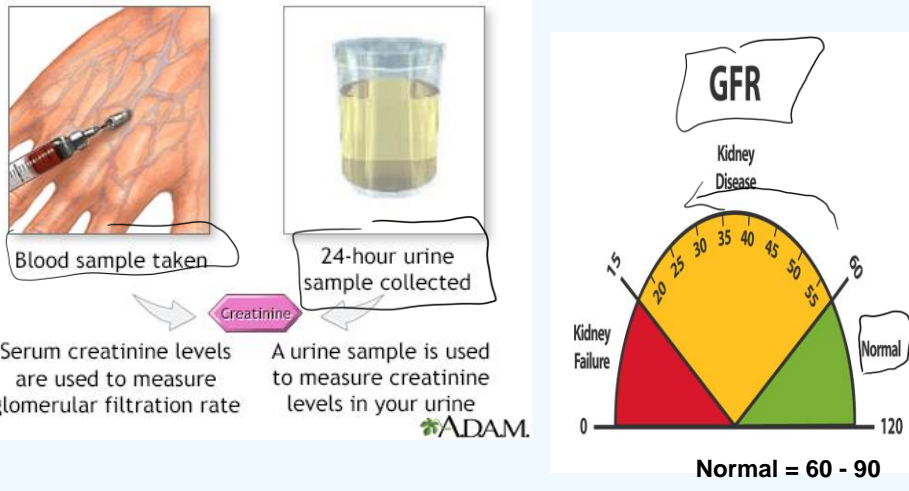 Blood sample taken
24-hour urine
sample collected
Creatinine
Serum creatinine levels
are used to measure
glomerular filtration rate
A urine sample is used
to measure creatinine
levels in your urine
A.D.A.M.
GFR
Kidney
Disease
15
20
25
30
35
40
45
50
55
60
Kidney
Failure
Normal
0
120
Normal = 60 - 90